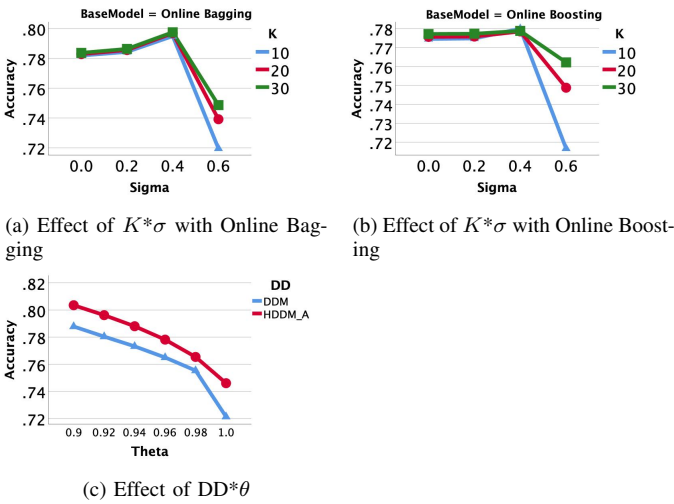 BaseModel = Online Bagging
.80
.78
.76
.74
.72
Accuracy
0.0 0.2 0.4 0.6
Sigma
K
10
20
30
(a) Effect of K*σ with Online Bag-
ging
BaseModel = Online Boosting
.78
.77
.76
.75
.74
.73
.72
Accuracy
0.0 0.2 0.4 0.6
Sigma
K
10
20
30
(b) Effect of K*σ with Online Boost-
ing
.82
.80
.78
.76
.74
.72
Accuracy
0.9 0.92 0.94 0.96 0.98 1.0
Theta
DD
DDM
HDDM_A
(c) Effect of DD*θ